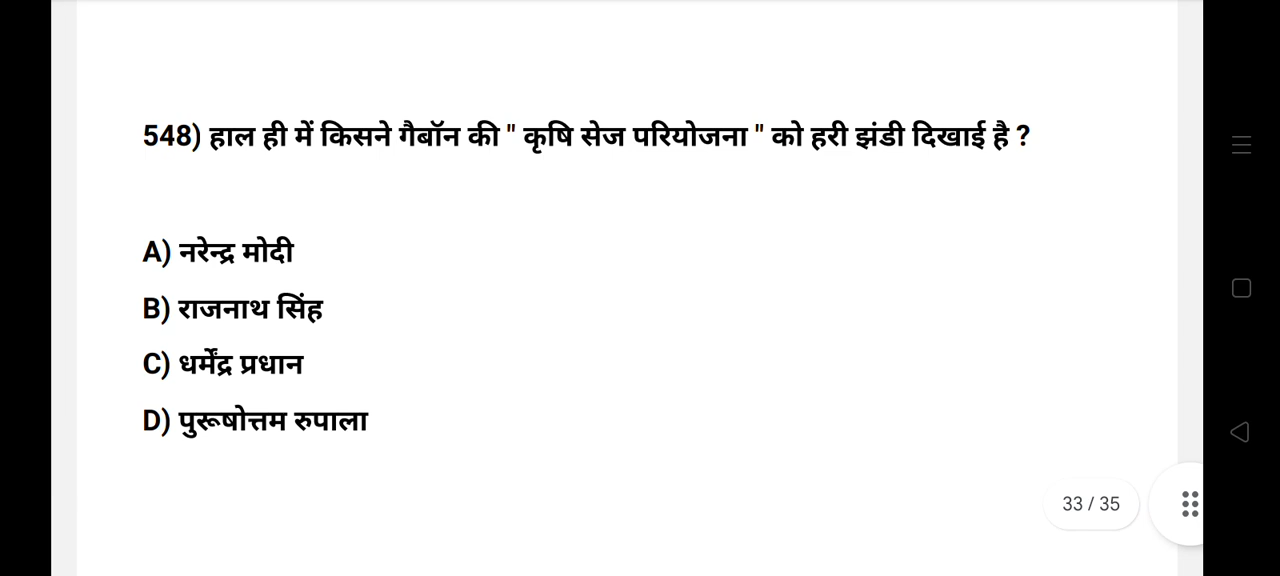 548) हाल ही में किसने गैबॉन की " कृषि सेज परियोजना " को हरी झंडी दिखाई है ?
A) नरेन्द्र मोदी
B) राजनाथ सिंह
C) धर्मेंद्र प्रधान
D) पुरूषोत्तम रुपाला
33 / 35